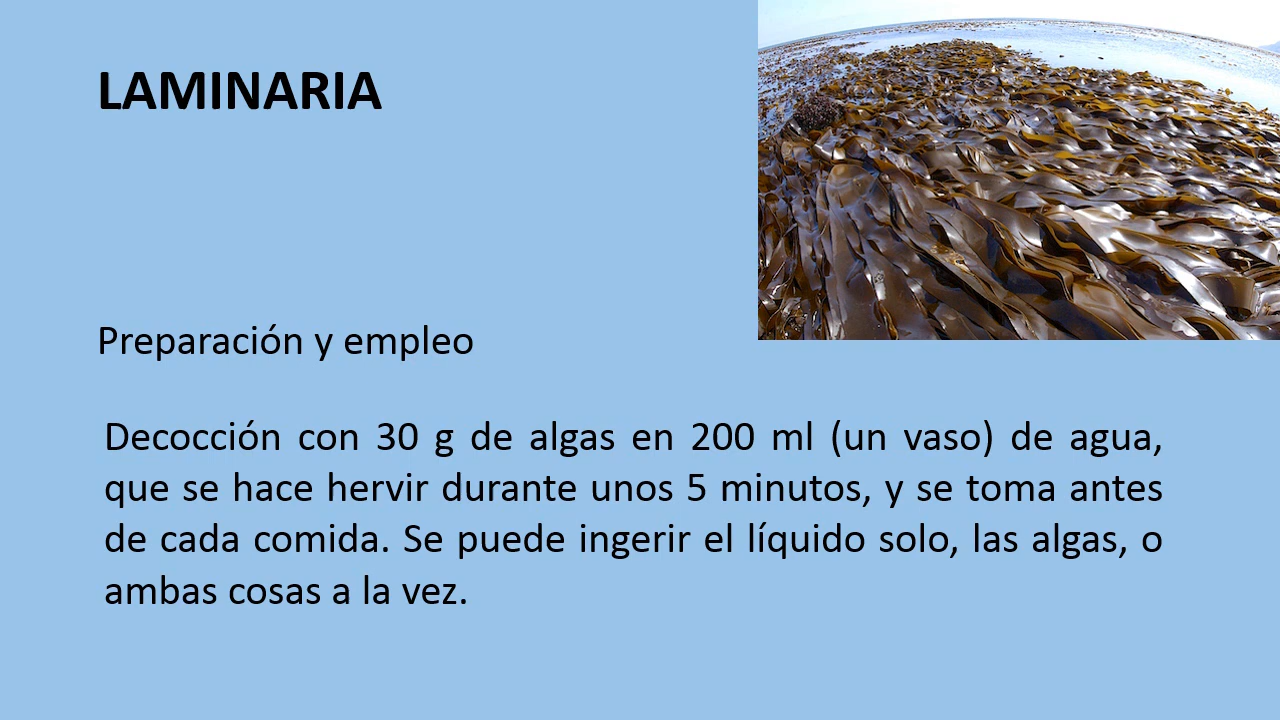 LAMINARIA
Preparación y empleo
Decocción con 30 g de algas en 200 ml (un vaso) de agua,
que se hace hervir durante unos 5 minutos, y se toma antes
de cada comida. Se puede ingerir el líquido solo, las algas, o
ambas cosas a la vez.